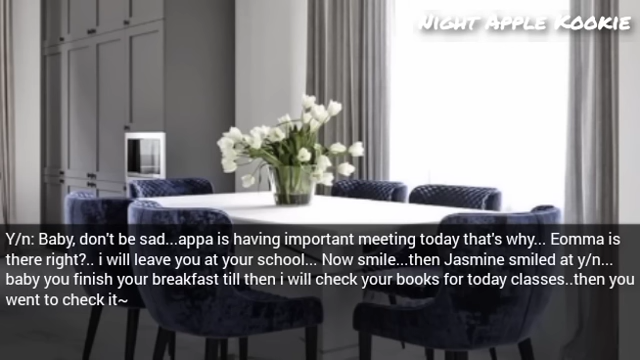 Night Apple Kookie
Y/n: Baby, don't be sad...appa is having important meeting today that's why... Eomma is
there right?.. i will leave you at your school... Now smile...then Jasmine smiled at y/n...
baby you finish your breakfast till then i will check your books for today classes..then you
went to check it~